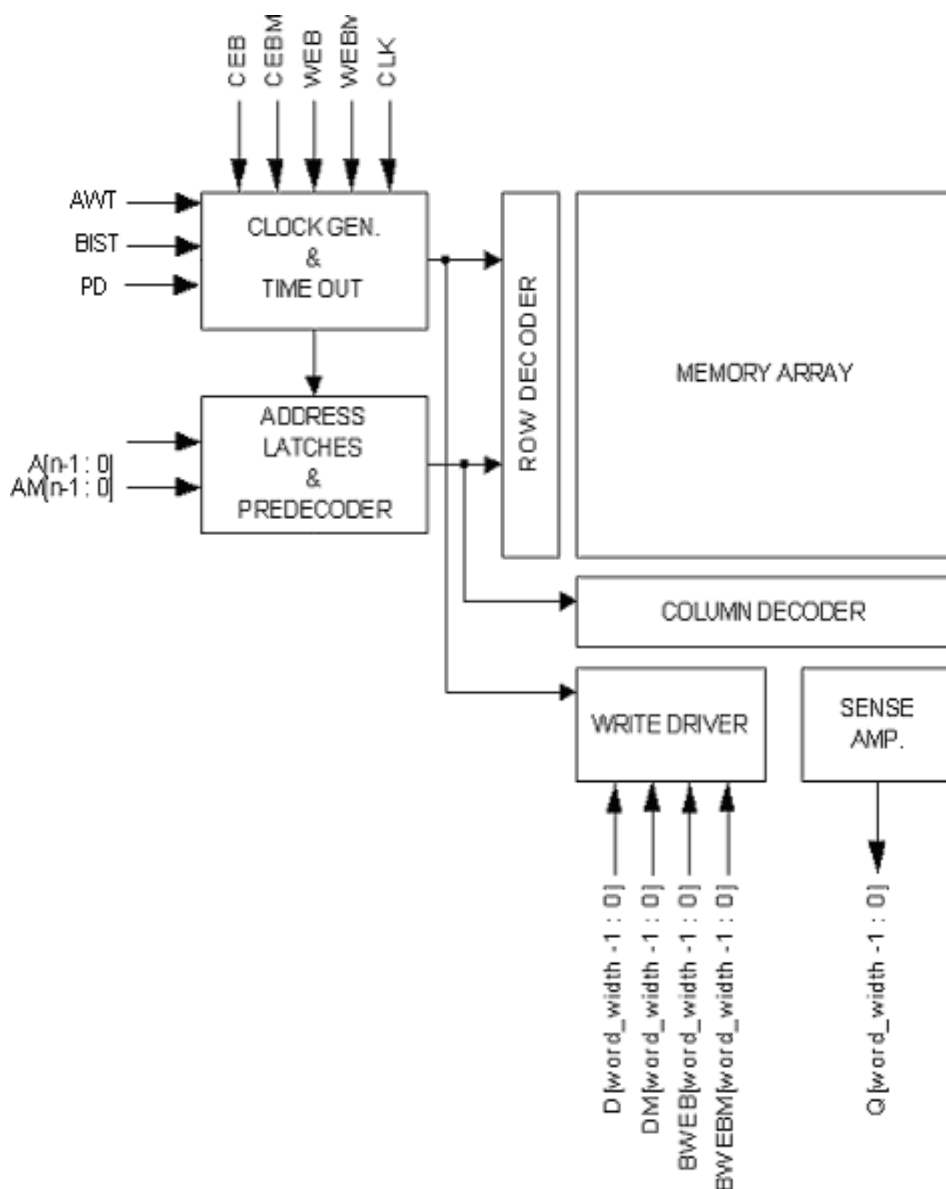 CEB
CEBM
WEB
WEBM
CLK
AWT
BIST
PD
CLOCK GEN.
&
TIME OUT
ROW DECODER
MEMORY ARRAY
ADDRESS
LATCHES
&
PREDECODER
A[n-1 : 0]
AM[n-1 : 0]
COLUMN DECODER
WRITE DRIVER
SENSE
AMP.
D[word_width -1 : 0]
DM[word_width -1 : 0]
BWEB[word_width -1 : 0]
BWEBM[word_width -1 : 0]
Q[word_width -1 : 0]